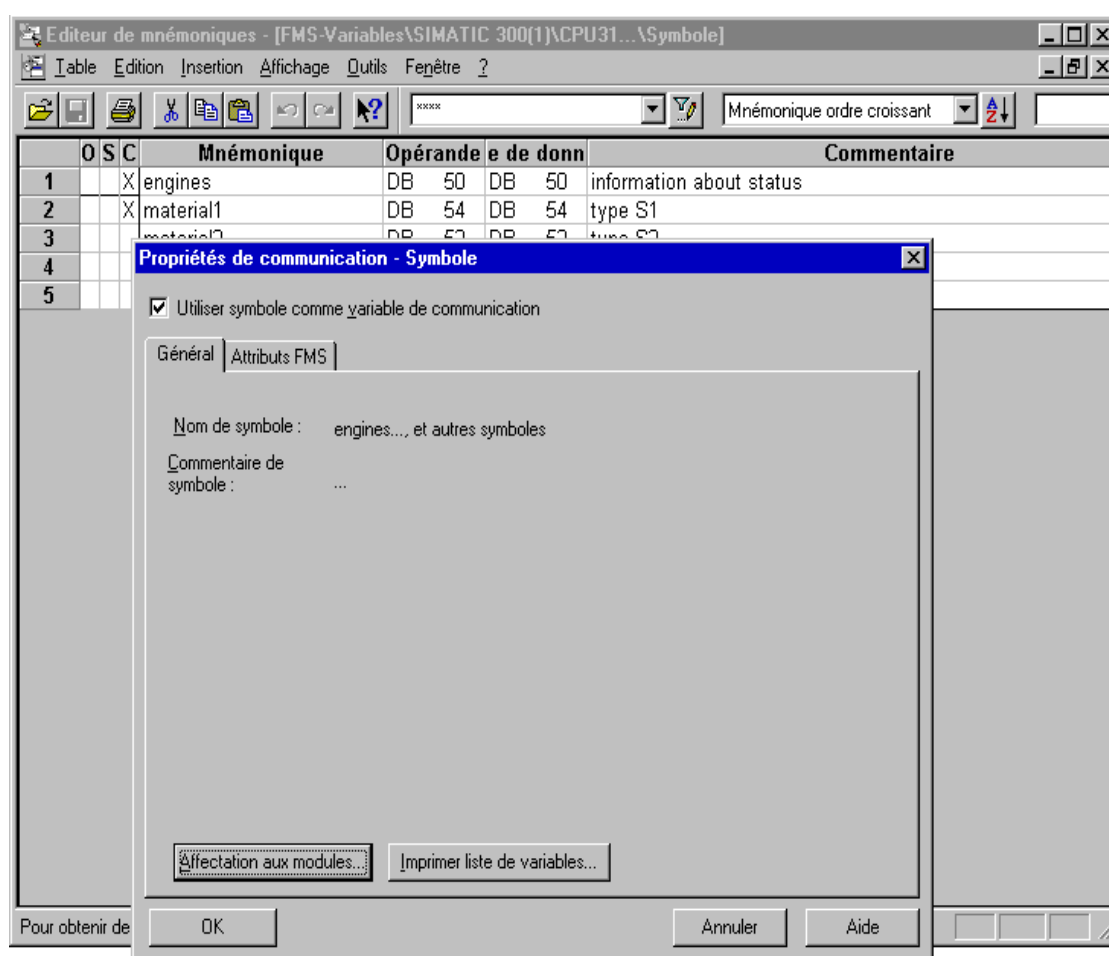 Editeur de mnémoniques - [FMS-Variables\SIMATIC 300(1)\CPU31...\Symbole]
Table Edition Insertion Affichage Outils Fenêtre ?
**** Mnémonique ordre croissant
O S C Mnémonique Opérande e de donn Commentaire
1 X engines DB 50 DB 50 information about status
2 X material1 DB 54 DB 54 type S1
3
4
5
Propriétés de communication - Symbole
Utiliser symbole comme variable de communication
Général Attributs FMS
Nom de symbole : engines..., et autres symboles
Commentaire de
symbole : ...
Affectation aux modules... Imprimer liste de variables...
Pour obtenir de OK Annuler Aide